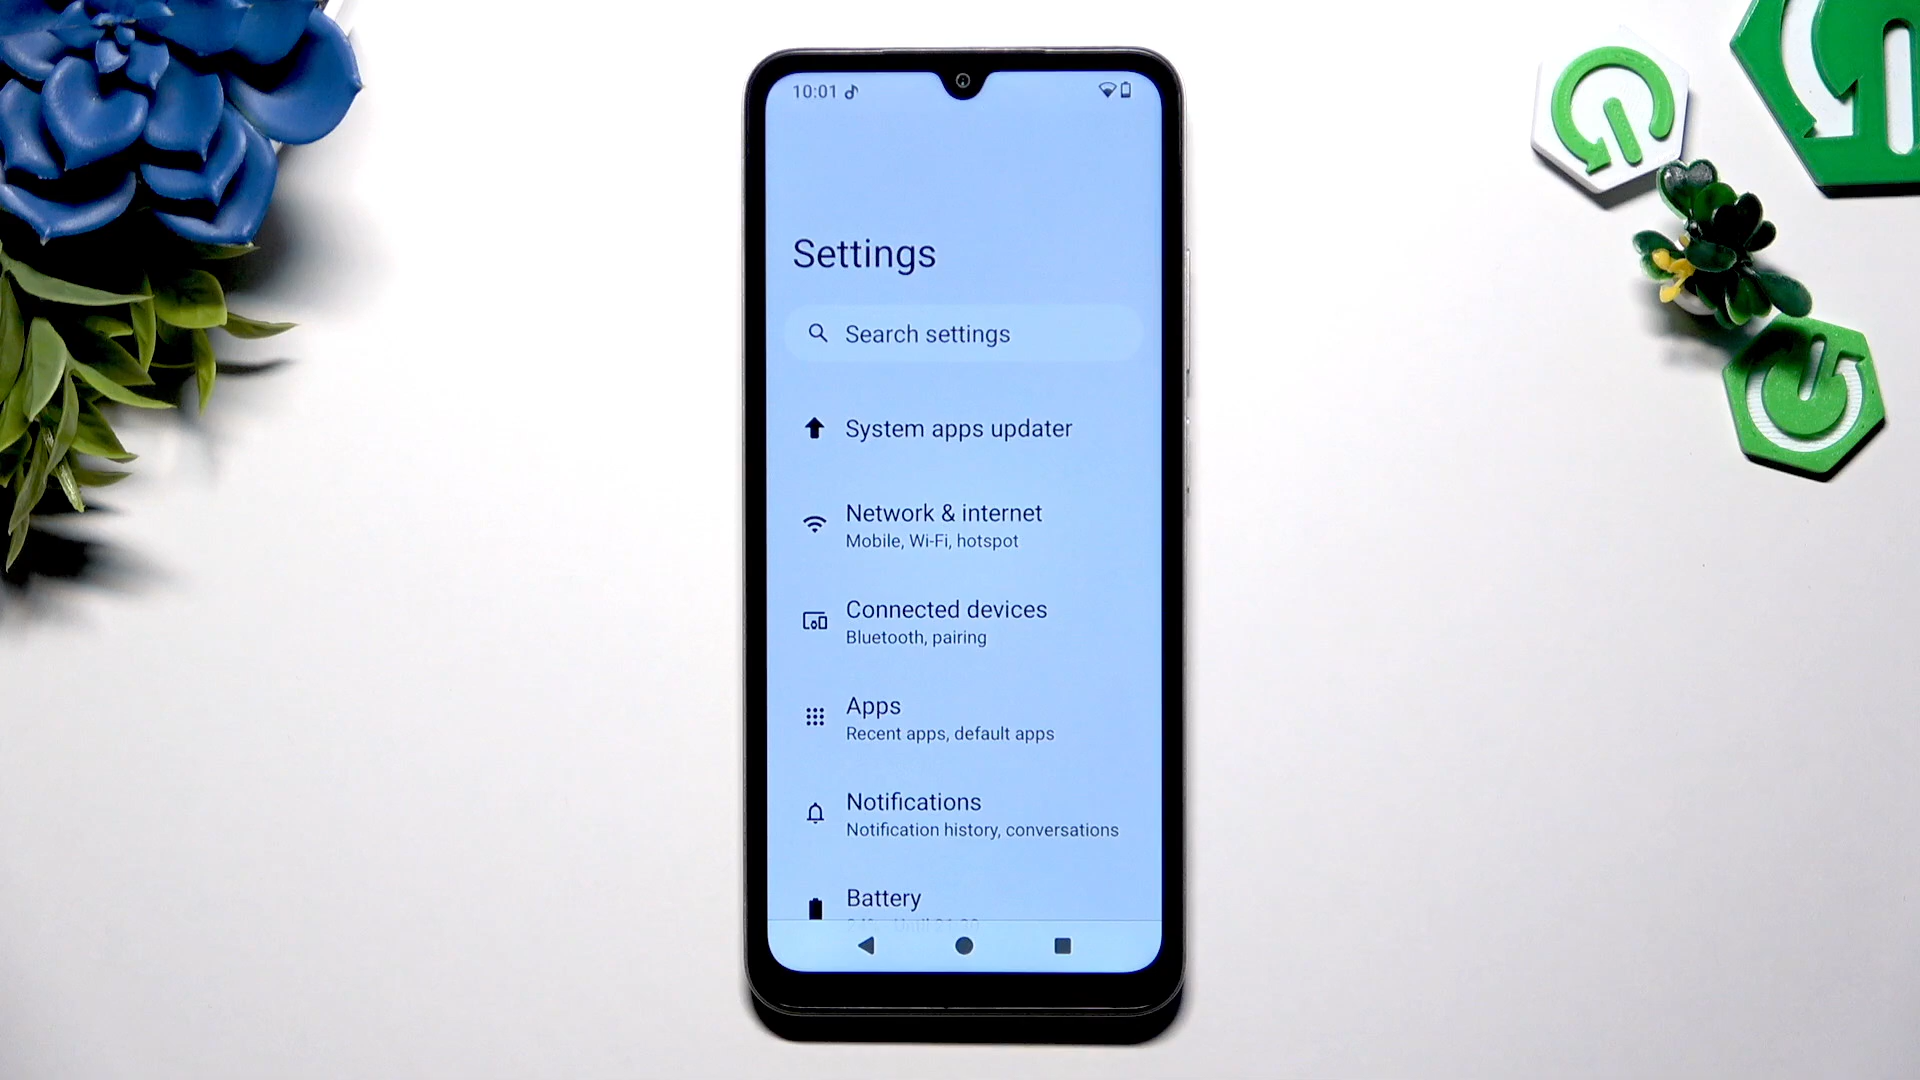 10:01
Settings
Search settings
System apps updater
Network & internet
Mobile, Wi-Fi, hotspot
Connected devices
Bluetooth, pairing
Apps
Recent apps, default apps
Notifications
Notification history, conversations
Battery